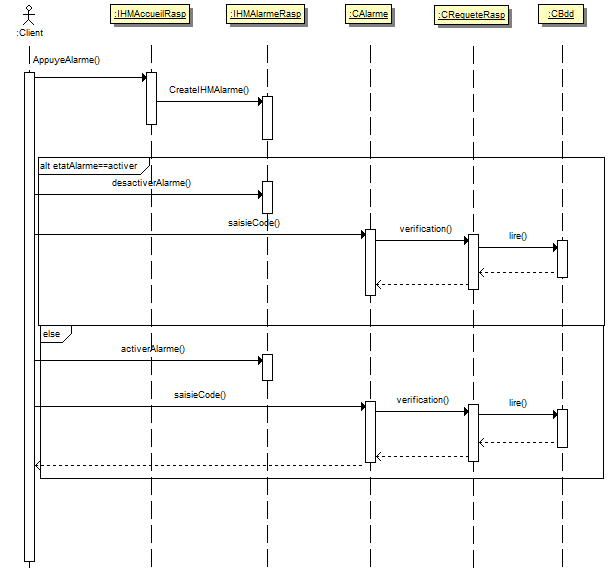 :IHMAccueilRasp
:IHMAlarmeRasp
:CAlarme
:CRequeteRasp
:CBdd
:Client
AppuyeAlarme()
CreateIHMAlarme()
alt etatAlarme==activer
desactiverAlarme()
saisieCode()
verification()
lire()
else
activerAlarme()
saisieCode()
verification()
lire()